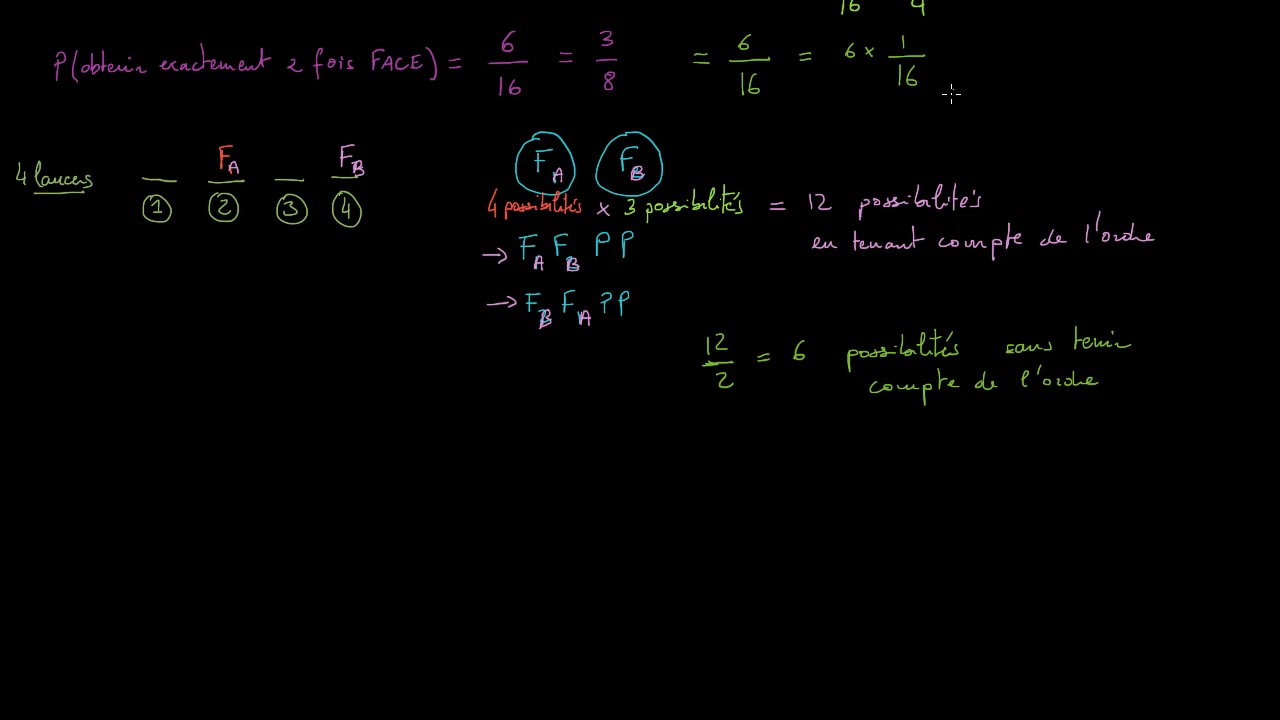 16 4
P(obtenir exactement 2 fois FACE) = 6/16 = 3/8 = 6/16 = 6 × 1/16
4 lancers
F_A F_B
1 2 3 4
F_A F_B
4 possibilités × 3 possibilités = 12 possibilités
en tenant compte de l'ordre
→ F_A F_B P P
→ F_B F_A P P
12/2 = 6 possibilités sans tenir
compte de l'ordre